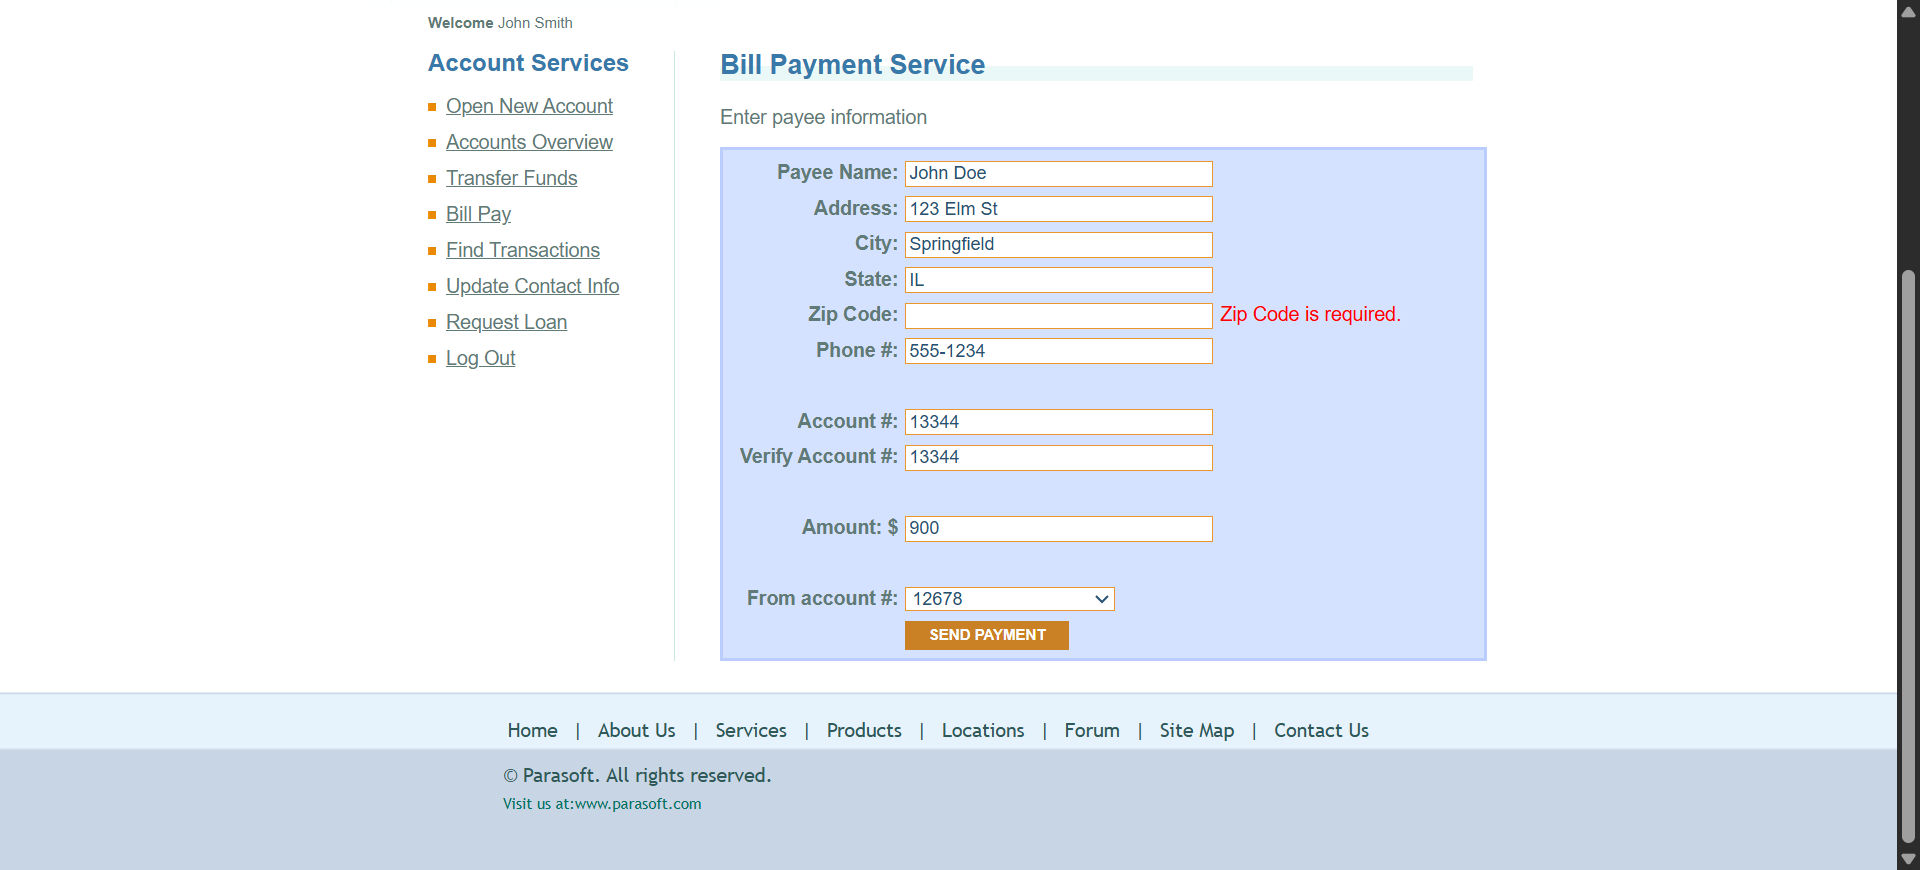 Welcome John Smith
Account Services
Open New Account
Accounts Overview
Transfer Funds
Bill Pay
Find Transactions
Update Contact Info
Request Loan
Log Out
Bill Payment Service
Enter payee information
Payee Name: John Doe
Address: 123 Elm St
City: Springfield
State: IL
Zip Code: Zip Code is required.
Phone #: 555-1234
Account #: 13344
Verify Account #: 13344
Amount: $ 900
From account #: 12678
SEND PAYMENT
Home | About Us | Services | Products | Locations | Forum | Site Map | Contact Us
© Parasoft. All rights reserved.
Visit us at:www.parasoft.com